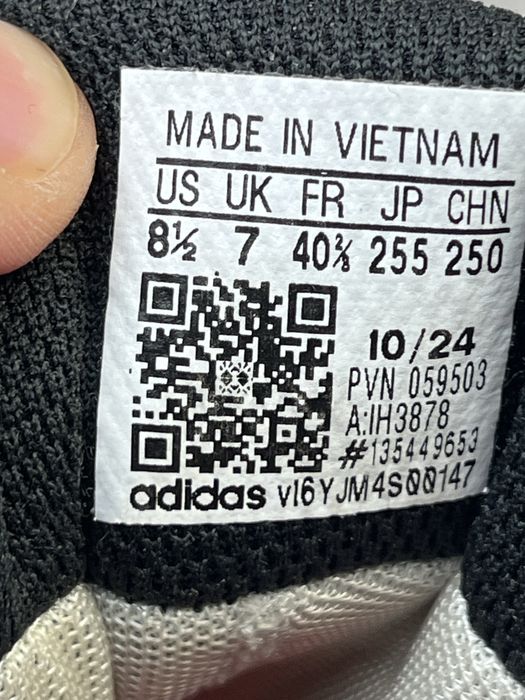 MADE IN VIETNAM
US UK FR JP CHN
8½ 7 40⅔ 255 250
10/24
PVN 059503
A:IH3878
#135449653
adidas vI6YJM4S00147